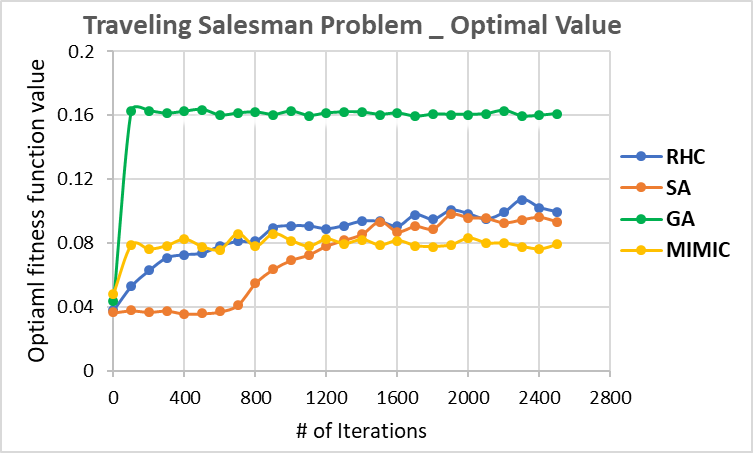 Traveling Salesman Problem _ Optimal Value
Optiaml fitness function value
0.2
0.16
0.12
0.08
0.04
0
0 400 800 1200 1600 2000 2400 2800
# of Iterations
RHC
SA
GA
MIMIC